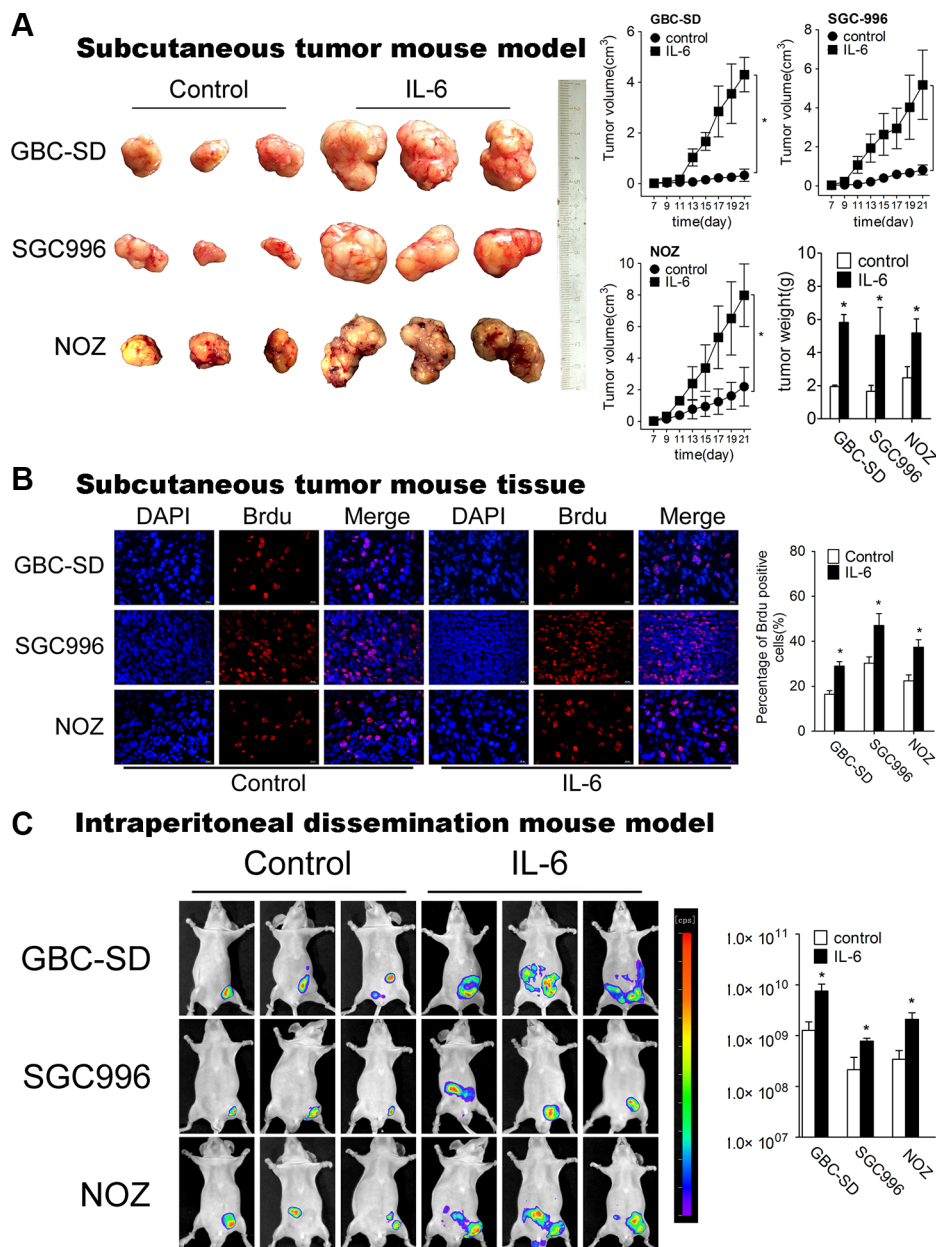 A
Subcutaneous tumor mouse model
Control
IL-6
GBC-SD
SGC996
NOZ
GBC-SD
control
IL-6
Tumor volume(cm3)
6
4
2
0
7 9 11 13 15 17 19 21
time(day)
*
SGC-996
control
IL-6
Tumor volume(cm3)
8
6
4
2
0
7 9 11 13 15 17 19 21
time(day)
*
NOZ
control
IL-6
Tumor volume(cm3)
10
8
6
4
2
0
7 9 11 13 15 17 19 21
time(day)
*
control
IL-6
tumor weight(g)
10
8
6
4
2
0
* * *
GBC-SD
SGC996
NOZ
B
Subcutaneous tumor mouse tissue
DAPI Brdu Merge DAPI Brdu Merge
GBC-SD
SGC996
NOZ
Control
IL-6
Control
IL-6
Percentage of Brdu positive
cells(%)
80
60
40
20
0
* * *
GBC-SD
SGC996
NOZ
C
Intraperitoneal dissemination mouse model
Control
IL-6
GBC-SD
SGC996
NOZ
[cps]
control
IL-6
1.0× 10^11
1.0× 10^10
1.0× 10^09
1.0× 10^08
1.0× 10^07
* * *
GBC-SD
SGC996
NOZ